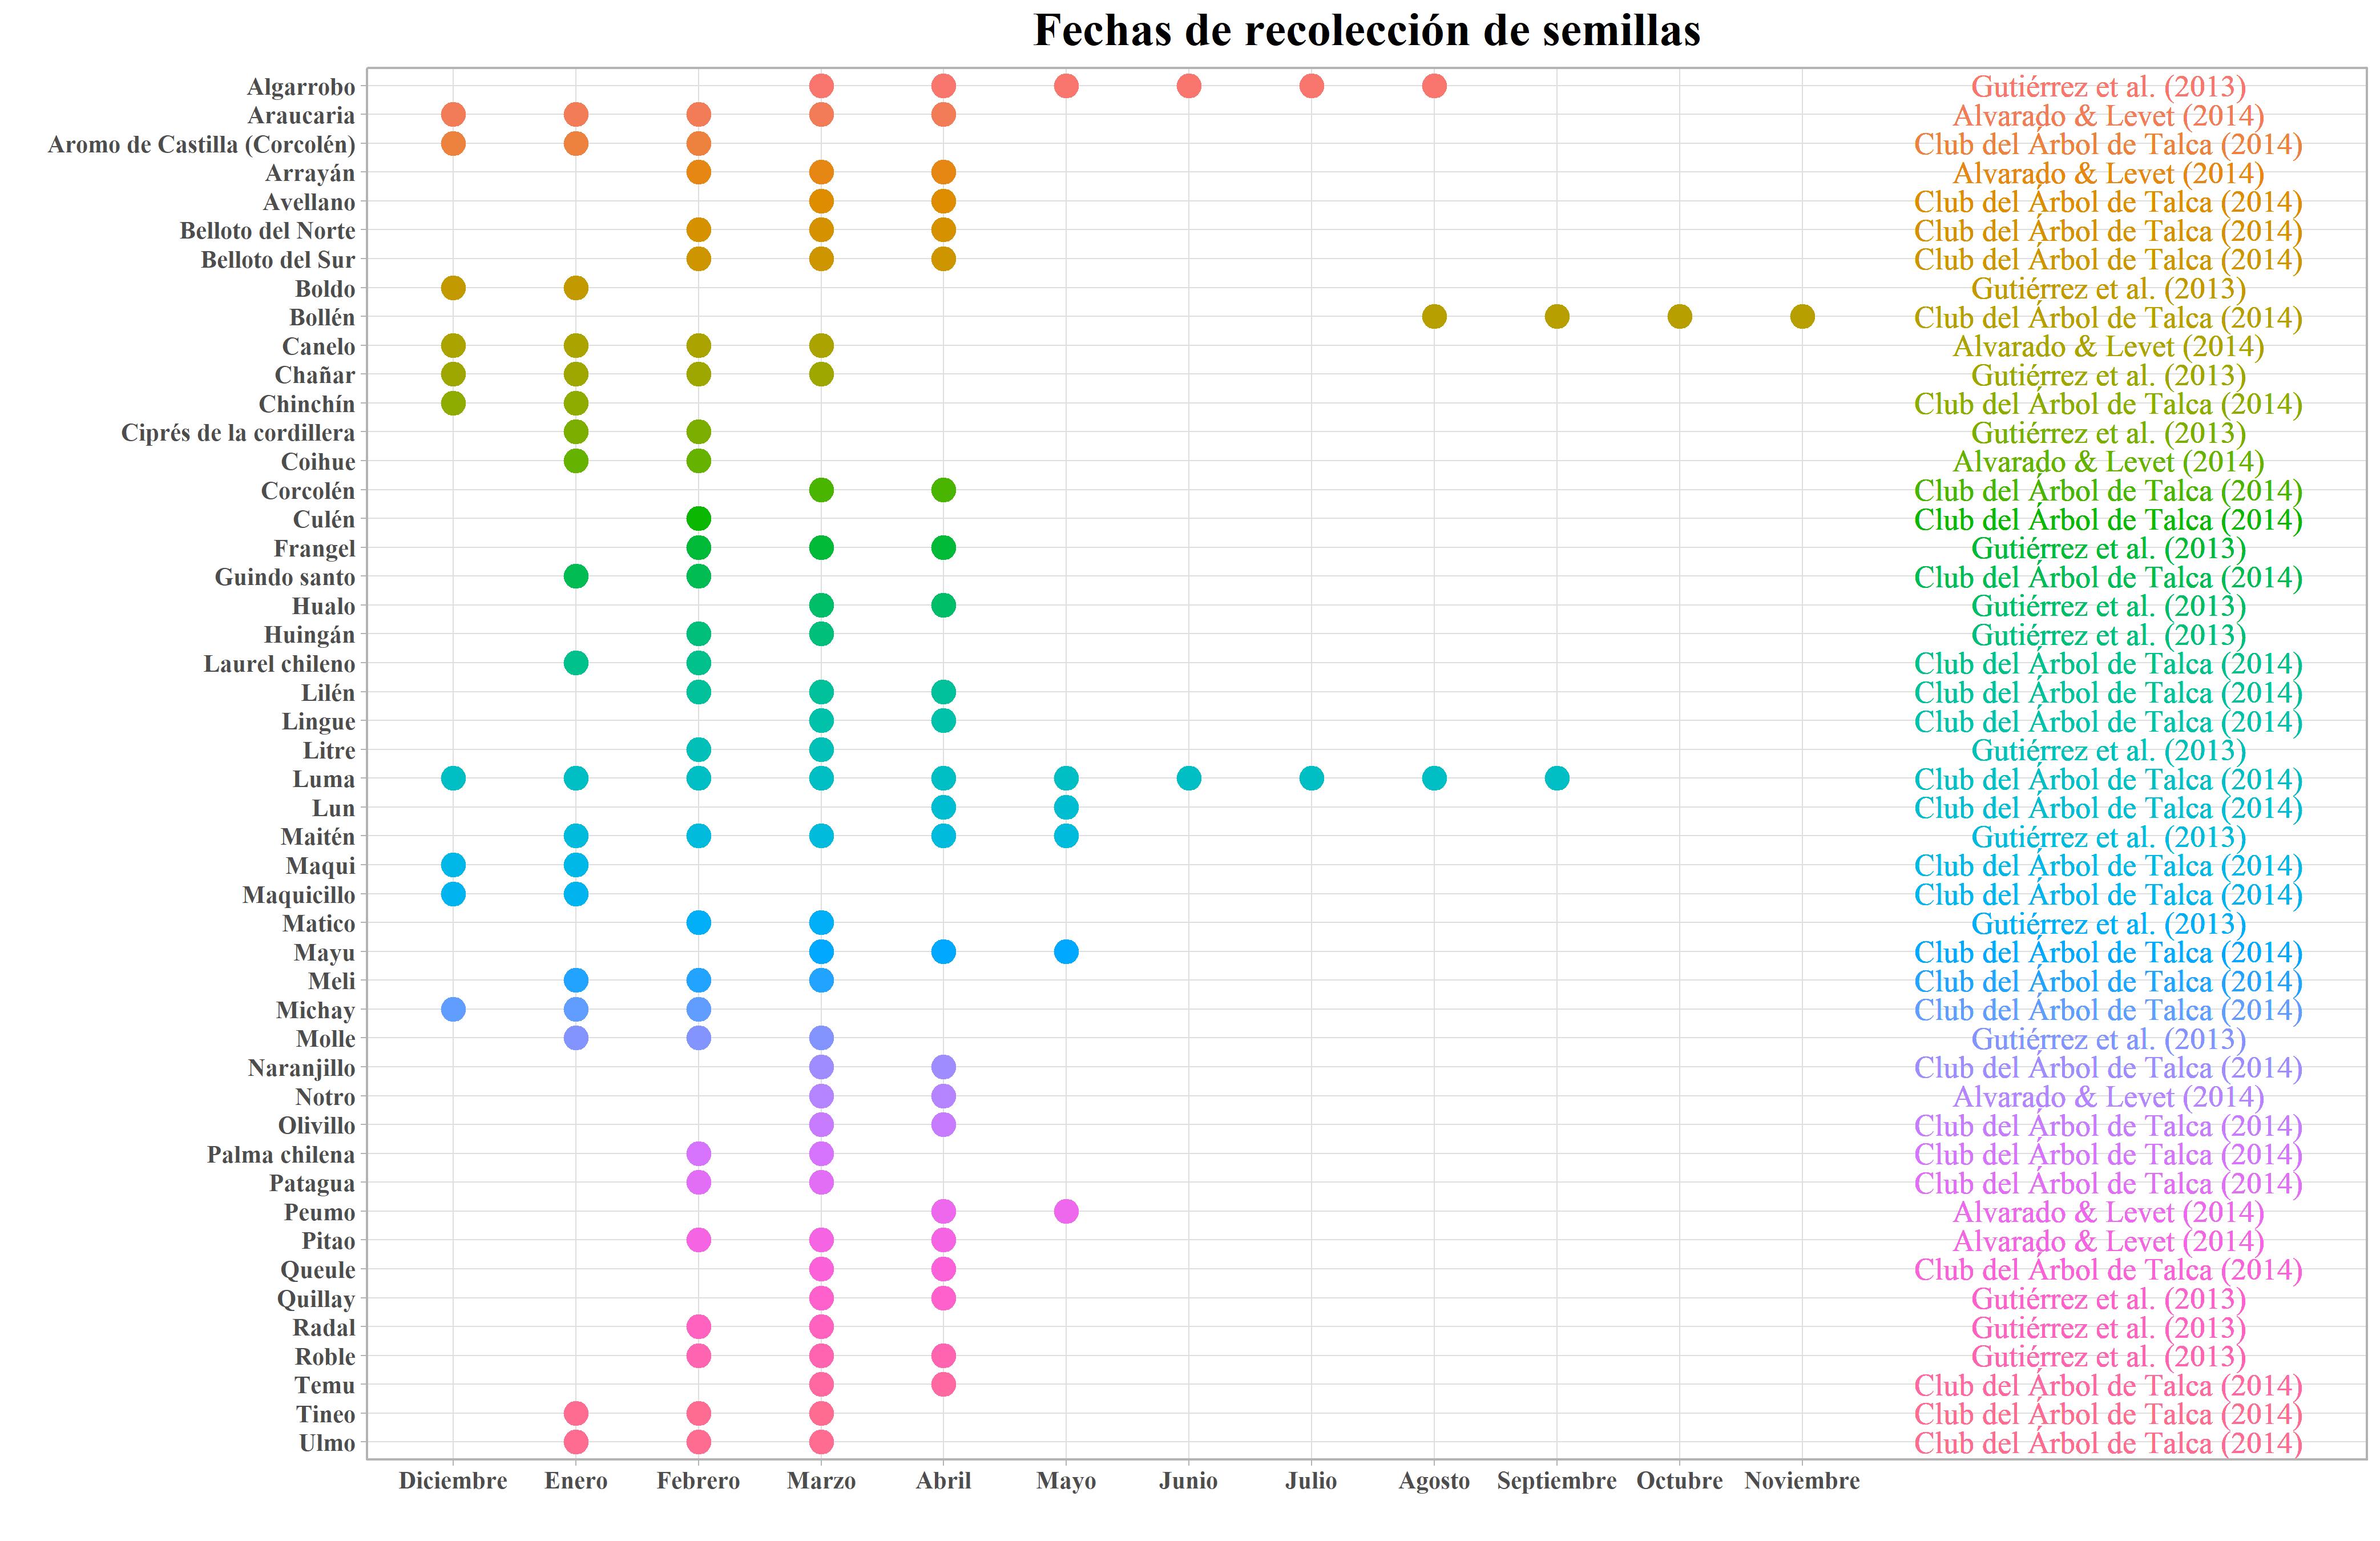 Fechas de recolección de semillas
Algarrobo Gutiérrez et al. (2013)
Araucaria Alvarado & Levet (2014)
Aromo de Castilla (Corcolén) Club del Árbol de Talca (2014)
Arrayán Alvarado & Levet (2014)
Avellano Club del Árbol de Talca (2014)
Belloto del Norte Club del Árbol de Talca (2014)
Belloto del Sur Club del Árbol de Talca (2014)
Boldo Gutiérrez et al. (2013)
Bollén Club del Árbol de Talca (2014)
Canelo Alvarado & Levet (2014)
Chañar Gutiérrez et al. (2013)
Chinchín Club del Árbol de Talca (2014)
Ciprés de la cordillera Gutiérrez et al. (2013)
Coihue Alvarado & Levet (2014)
Corcolén Club del Árbol de Talca (2014)
Culén Club del Árbol de Talca (2014)
Frangel Gutiérrez et al. (2013)
Guindo santo Club del Árbol de Talca (2014)
Hualo Gutiérrez et al. (2013)
Huingán Gutiérrez et al. (2013)
Laurel chileno Club del Árbol de Talca (2014)
Lilén Club del Árbol de Talca (2014)
Lingue Club del Árbol de Talca (2014)
Litre Gutiérrez et al. (2013)
Luma Club del Árbol de Talca (2014)
Lun Club del Árbol de Talca (2014)
Maitén Gutiérrez et al. (2013)
Maqui Club del Árbol de Talca (2014)
Maquicillo Club del Árbol de Talca (2014)
Matico Gutiérrez et al. (2013)
Mayu Club del Árbol de Talca (2014)
Meli Club del Árbol de Talca (2014)
Michay Club del Árbol de Talca (2014)
Molle Gutiérrez et al. (2013)
Naranjillo Club del Árbol de Talca (2014)
Notro Alvarado & Levet (2014)
Olivillo Club del Árbol de Talca (2014)
Palma chilena Club del Árbol de Talca (2014)
Patagua Club del Árbol de Talca (2014)
Peumo Alvarado & Levet (2014)
Pitao Alvarado & Levet (2014)
Queule Club del Árbol de Talca (2014)
Quillay Gutiérrez et al. (2013)
Radal Gutiérrez et al. (2013)
Roble Gutiérrez et al. (2013)
Temu Club del Árbol de Talca (2014)
Tineo Club del Árbol de Talca (2014)
Ulmo Club del Árbol de Talca (2014)
Diciembre Enero Febrero Marzo Abril Mayo Junio Julio Agosto Septiembre Octubre Noviembre